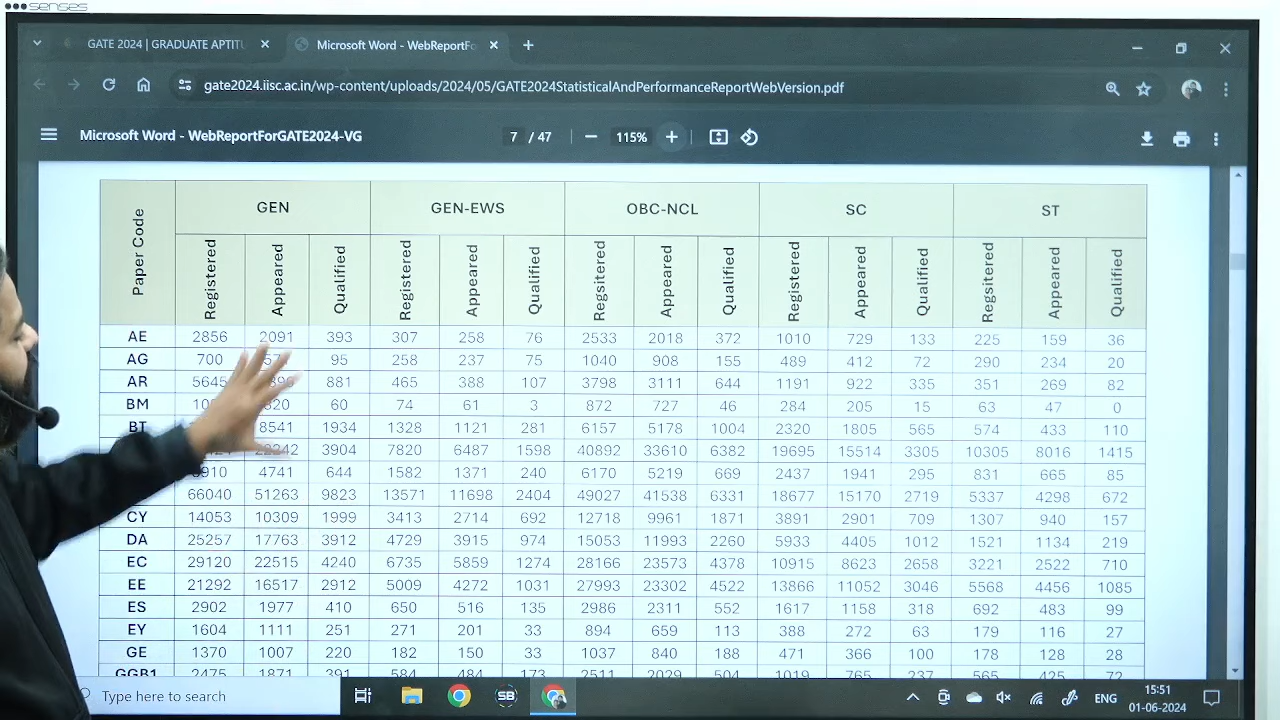 senses
GATE 2024 | GRADUATE APTIT
Microsoft Word - WebReportFo
gate2024.iisc.ac.in/wp-content/uploads/2024/05/GATE2024StatisticalAndPerformanceReportWebVersion.pdf
Microsoft Word - WebReportForGATE2024-VG 7 / 47 115%
Paper Code GEN GEN-EWS OBC-NCL SC ST
Registered Appeared Qualified Registered Appeared Qualified Regsitered Appeared Qualified Registered Appeared Qualified Registered Appeared Qualified
AE 2856 2091 393 307 258 76 2533 2018 372 1010 729 133 225 159 36
AG 700 95 258 237 75 1040 908 155 489 412 72 290 234 20
AR 5645 881 465 388 107 3798 3111 644 1191 922 335 351 269 82
BM 60 74 61 3 872 727 46 284 205 15 63 47 0
BT 8541 1934 1328 1121 281 6157 5178 1004 2320 1805 565 574 433 110
3904 7820 6487 1598 40892 33610 6382 19695 15514 3305 10305 8016 1415
4741 644 1582 1371 240 6170 5219 669 2437 1941 295 831 665 85
66040 51263 9823 13571 11698 2404 49027 41538 6331 18677 15170 2719 5337 4298 672
CY 14053 10309 1999 3413 2714 692 12718 9961 1871 3891 2901 709 1307 940 157
DA 25257 17763 3912 4729 3915 974 15053 11993 2260 5933 4405 1012 1521 1134 219
EC 29120 22515 4240 6735 5859 1274 28166 23573 4378 10915 8623 2658 3221 2522 710
EE 21292 16517 2912 5009 4272 1031 27993 23302 4522 13866 11052 3046 5568 4456 1085
ES 2902 1977 410 650 516 135 2986 2311 552 1617 1158 318 692 483 99
EY 1604 1111 251 271 201 33 894 659 113 388 272 63 179 116 27
GE 1370 1007 220 182 150 33 1037 840 188 471 366 100 178 128 28
GGB1 2475 1871 391 584 484 173 2511 2029 504 1019 765 237 565 425 72
Type here to search SB ENG 15:51
01-06-2024